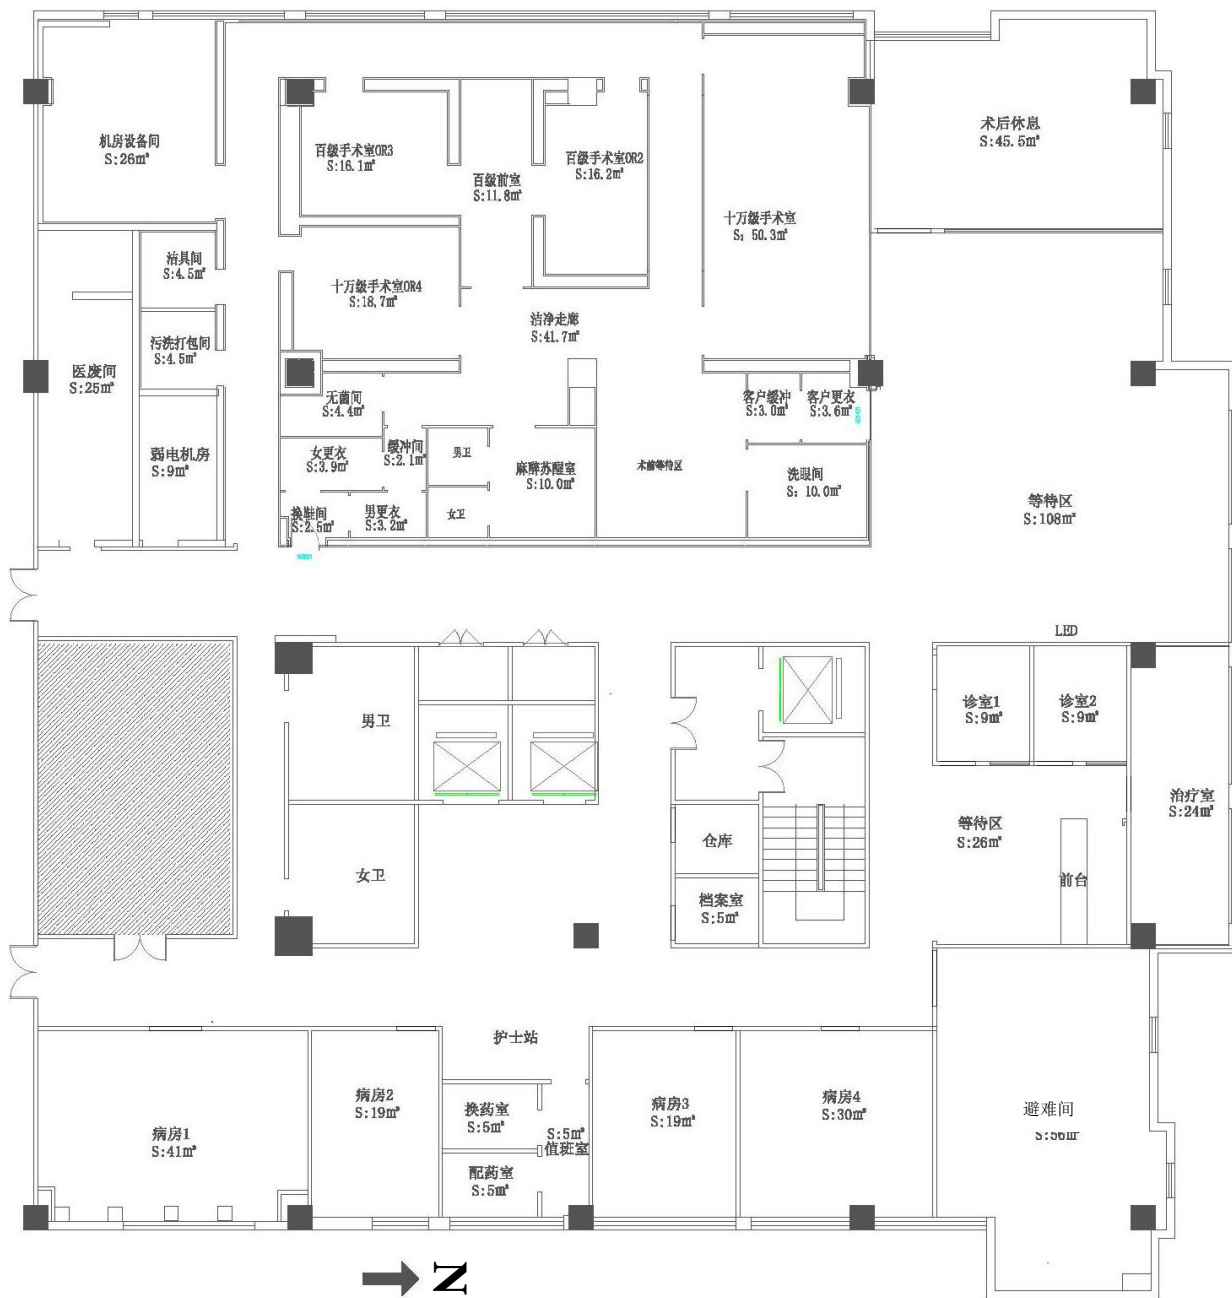 机房设备间
S:26㎡
百级手术室OR3
S:16.1㎡
百级前室
S:11.8㎡
百级手术室OR2
S:16.2㎡
十万级手术室
S: 50.3㎡
术后休息
S:45.5㎡
洁具间
S:4.5㎡
十万级手术室OR4
S:18.7㎡
洁净走廊
S:41.7㎡
污洗打包间
S:4.5㎡
医废间
S:25㎡
无菌间
S:4.4㎡
客户缓冲
S:3.0㎡
客户更衣
S:3.6㎡
弱电机房
S:9㎡
女更衣
S:3.9㎡
缓冲间
S:2.1㎡
男卫
麻醉苏醒室
S:10.0㎡
术前等待区
洗眼间
S: 10.0㎡
换鞋间
S:2.5㎡
男更衣
S:3.2㎡
女卫
等待区
S:108㎡
LED
男卫
诊室1
S:9㎡
诊室2
S:9㎡
治疗室
S:24㎡
仓库
等待区
S:26㎡
女卫
前台
档案室
S:5㎡
护士站
病房1
S:41㎡
病房2
S:19㎡
换药室
S:5㎡
S:5㎡
值班室
配药室
S:5㎡
病房3
S:19㎡
病房4
S:30㎡
避难间
S:56㎡
N